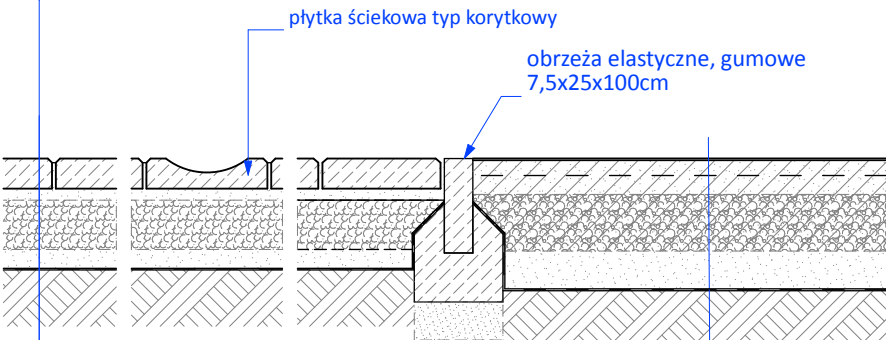 płytka ściekowa typ korytkowy
obrzeża elastyczne, gumowe
7,5x25x100cm